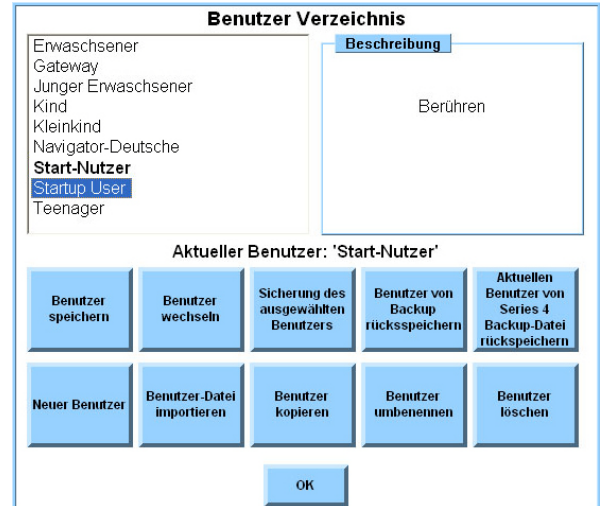 Benutzer Verzeichnis
Erwaschsener
Gateway
Junger Erwaschsener
Kind
Kleinkind
Navigator-Deutsche
Start-Nutzer
Startup User
Teenager
Beschreibung
Berühren
Aktueller Benutzer: 'Start-Nutzer'
Benutzer
speichern
Benutzer
wechseln
Sicherung des
ausgewählten
Benutzers
Benutzer von
Backup
rücksspeichern
Aktuellen
Benutzer von
Series 4
Backup-Datei
rückspeichern
Neuer Benutzer
Benutzer-Datei
importieren
Benutzer
kopieren
Benutzer
umbenennen
Benutzer
löschen
OK